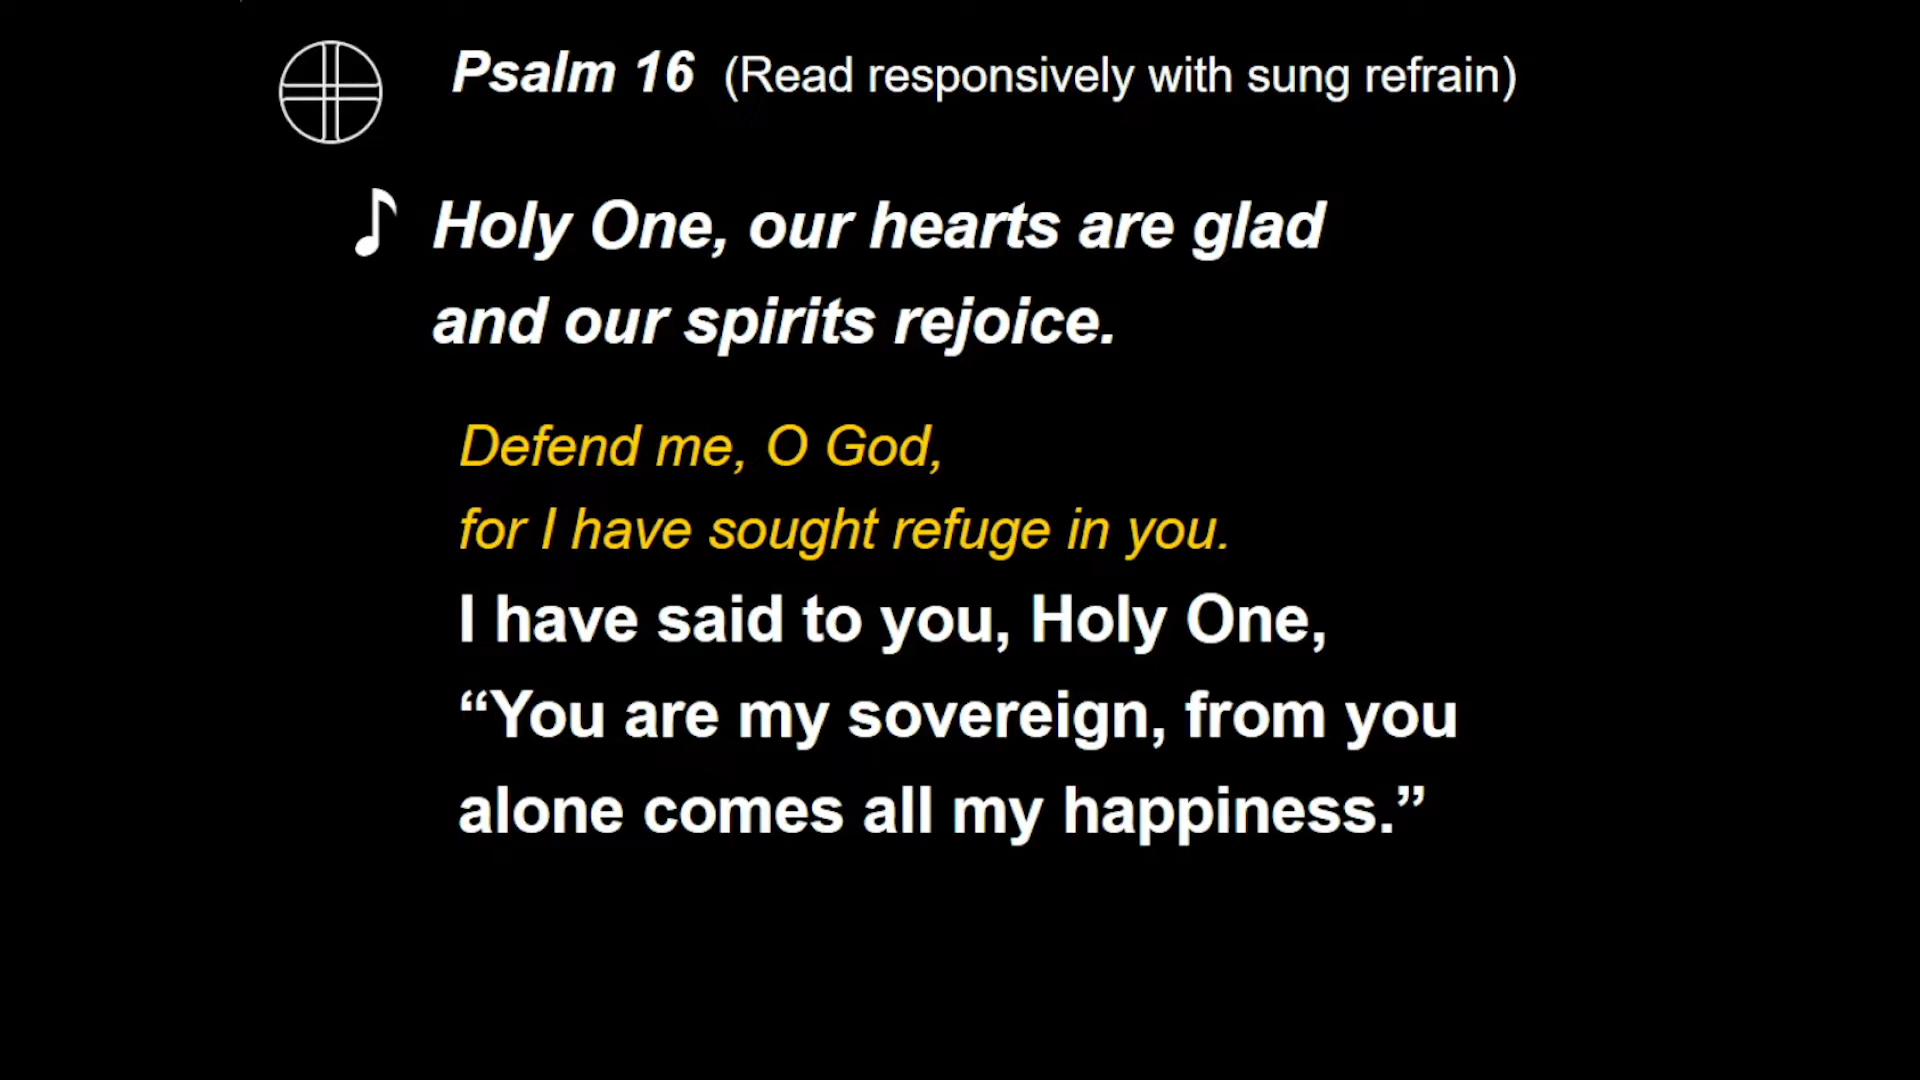 Psalm 16 (Read responsively with sung refrain)
Holy One, our hearts are glad
and our spirits rejoice.
Defend me, O God,
for I have sought refuge in you.
I have said to you, Holy One,
“You are my sovereign, from you
alone comes all my happiness.”